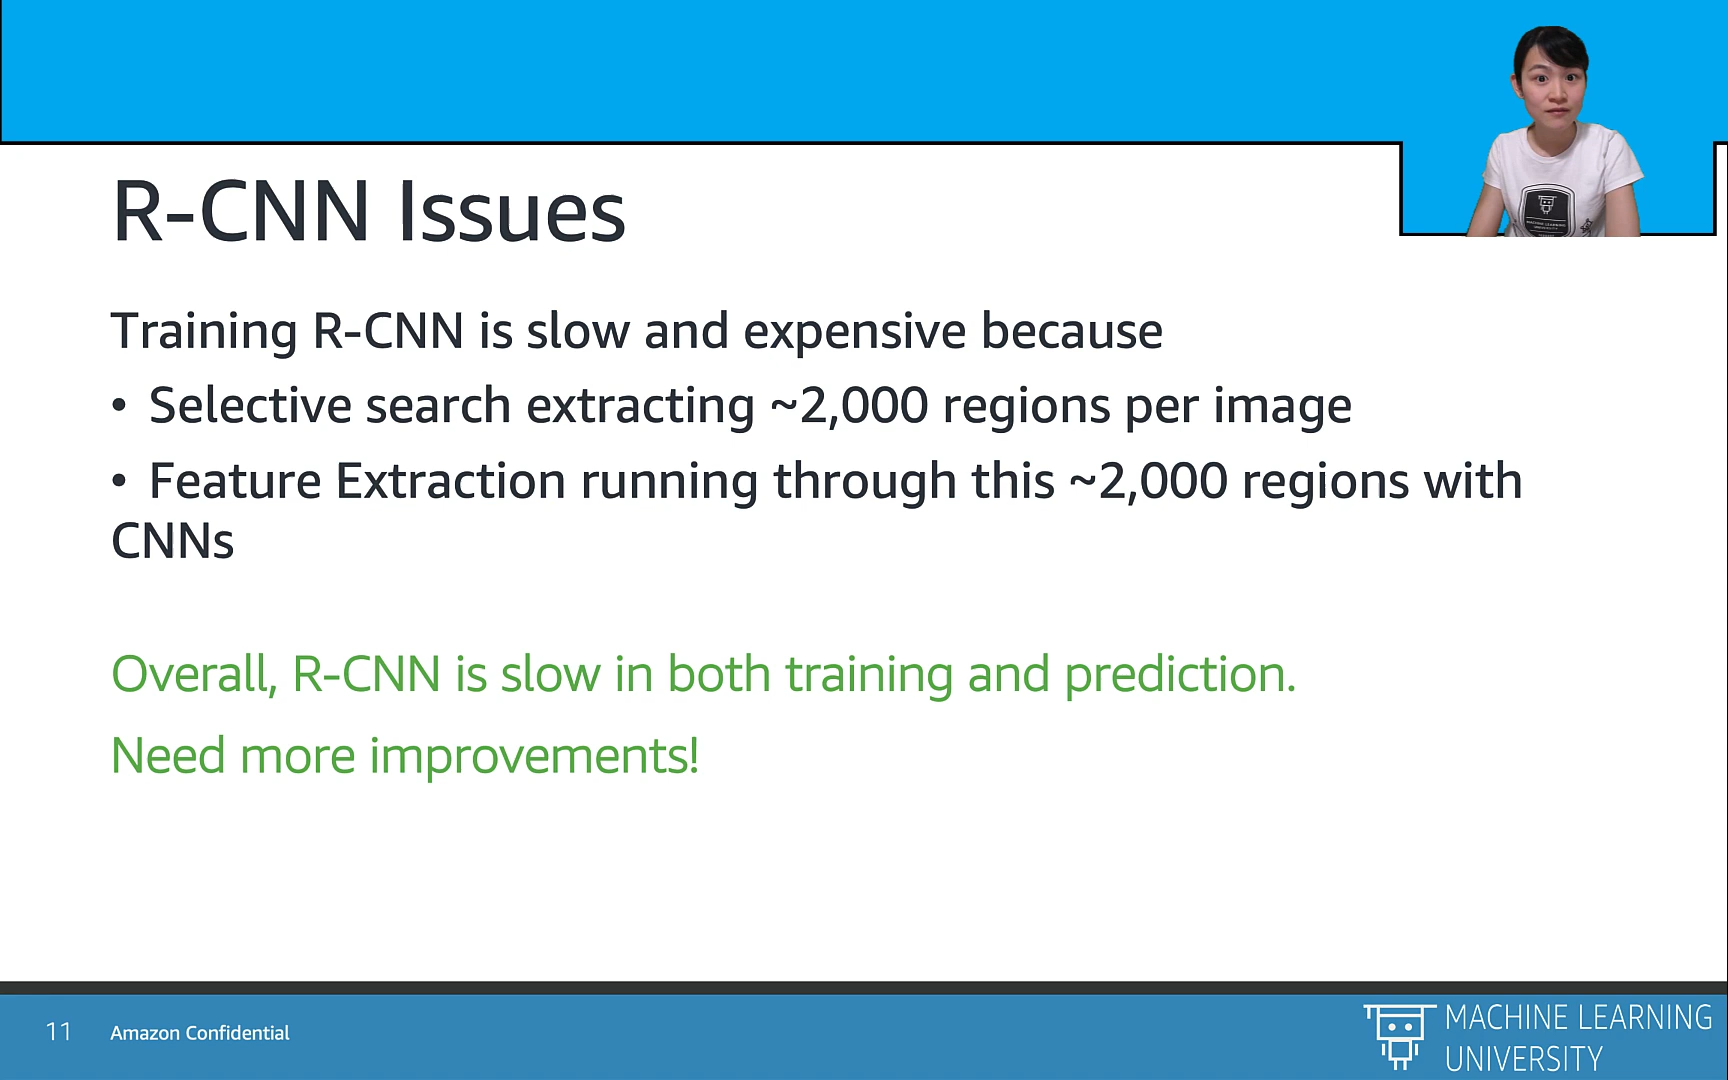 R-CNN Issues
Training R-CNN is slow and expensive because
• Selective search extracting ~2,000 regions per image
• Feature Extraction running through this ~2,000 regions with
CNNs
Overall, R-CNN is slow in both training and prediction.
Need more improvements!
11 Amazon Confidential
MACHINE LEARNING
UNIVERSITY